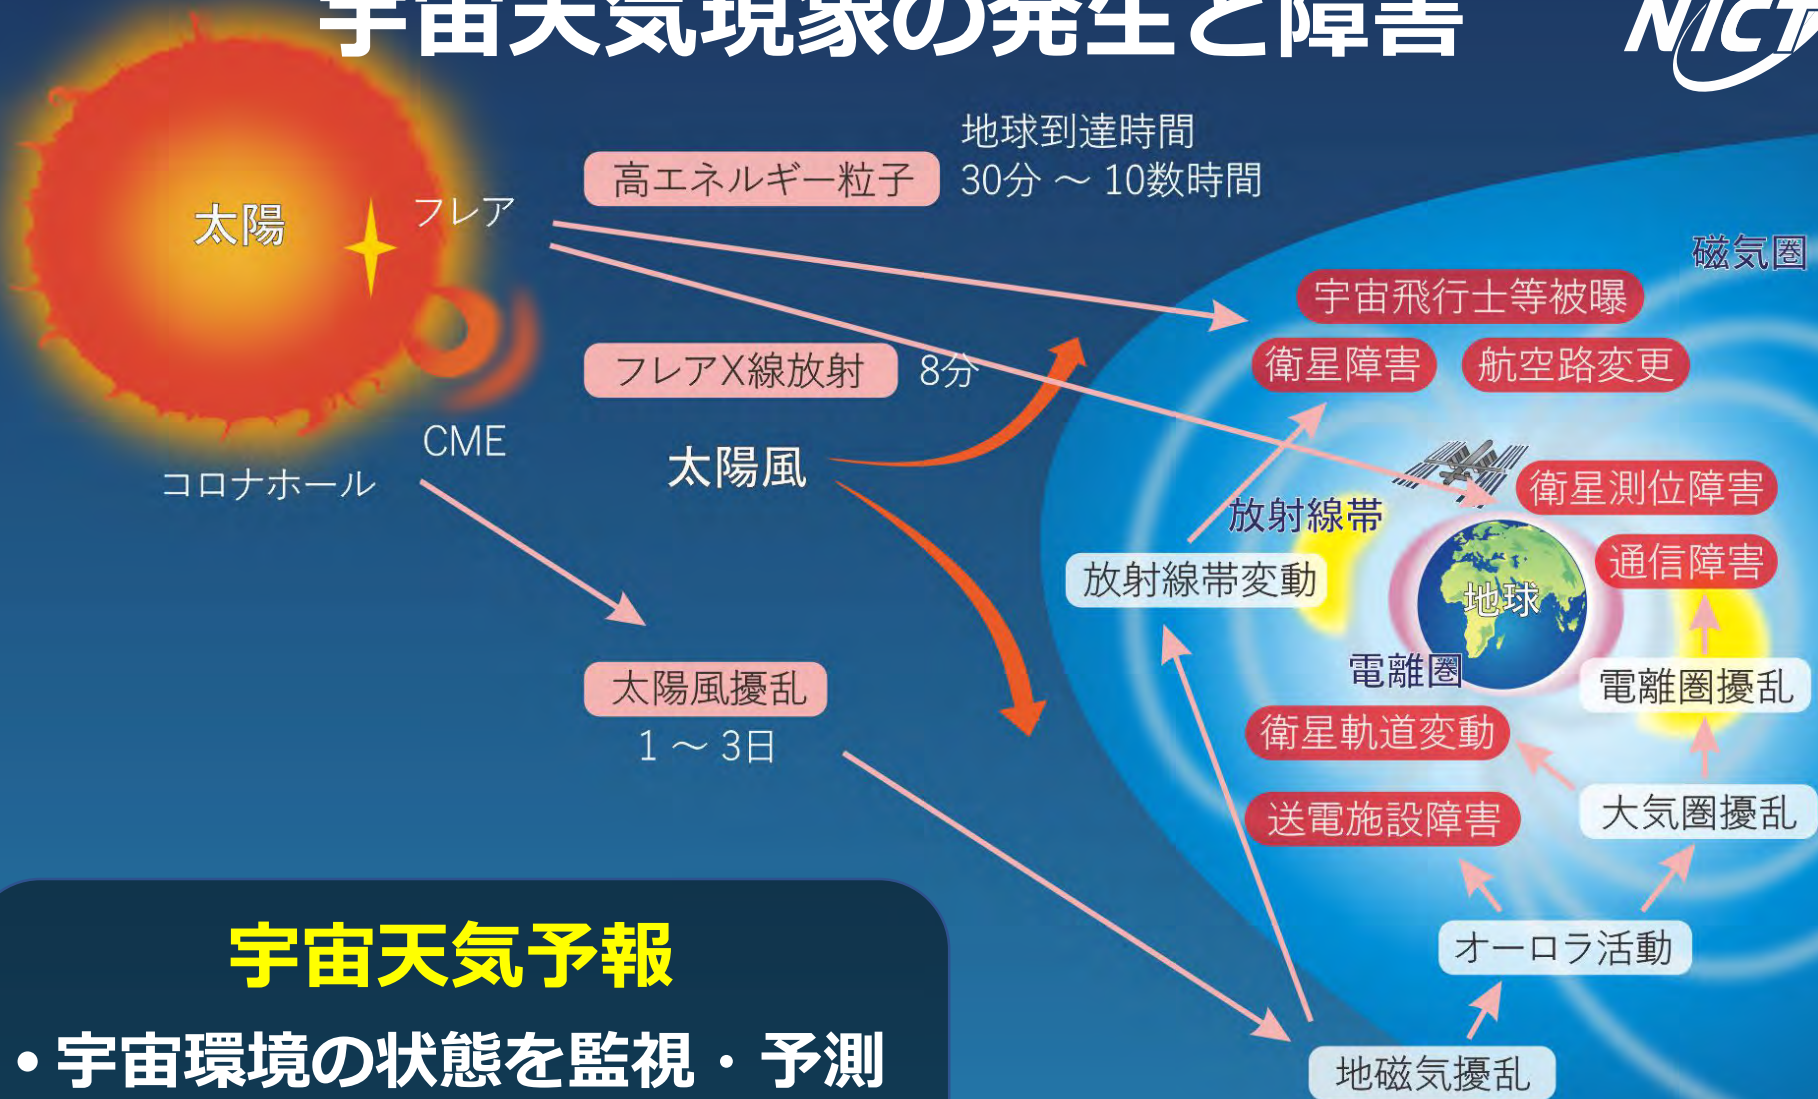 宇宙天気現象の発生と障害
NICT
地球到達時間
高エネルギー粒子
30分 ～ 10数時間
太陽
フレア
磁気圏
宇宙飛行士等被曝
フレアX線放射
8分
衛星障害
航空路変更
CME
太陽風
コロナホール
衛星測位障害
放射線帯
通信障害
放射線帯変動
地球
電離圏
電離圏擾乱
太陽風擾乱
1 ～ 3日
衛星軌道変動
送電施設障害
大気圏擾乱
オーロラ活動
地磁気擾乱
宇宙天気予報
• 宇宙環境の状態を監視・予測